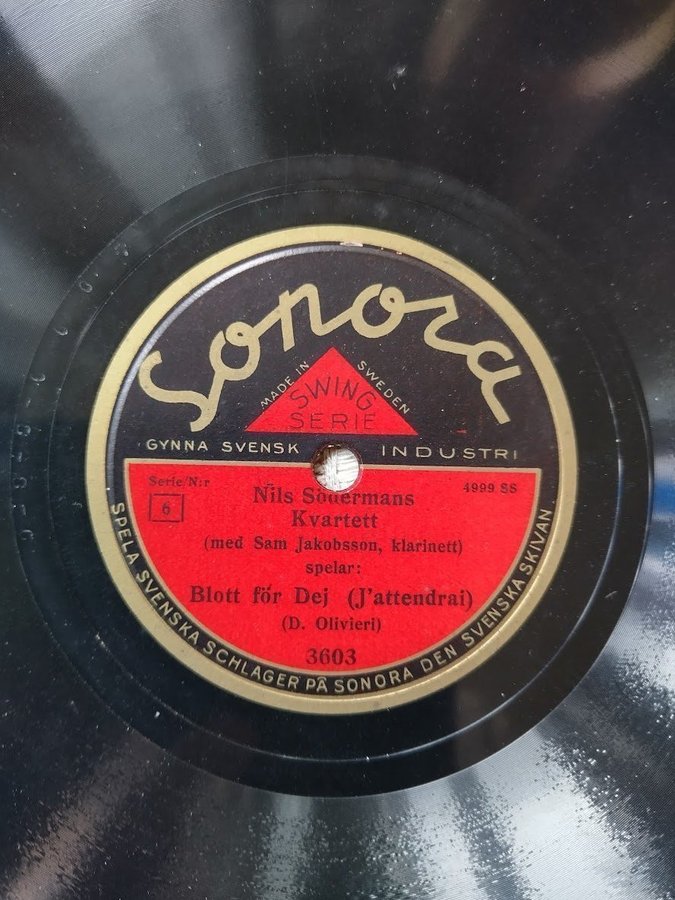 Sonora
MADE IN SWEDEN
SWING
SERIE
GYNNA SVENSK INDUSTRI
Serie/N:r
6
4999 SS
Nils Södermans
Kvartett
(med Sam Jakobsson, klarinett)
spelar:
Blott för Dej (J'attendrai)
(D. Olivieri)
3603
SPELA SVENSKA SCHLAGER PÅ SONORA DEN SVENSKA SKIVAN